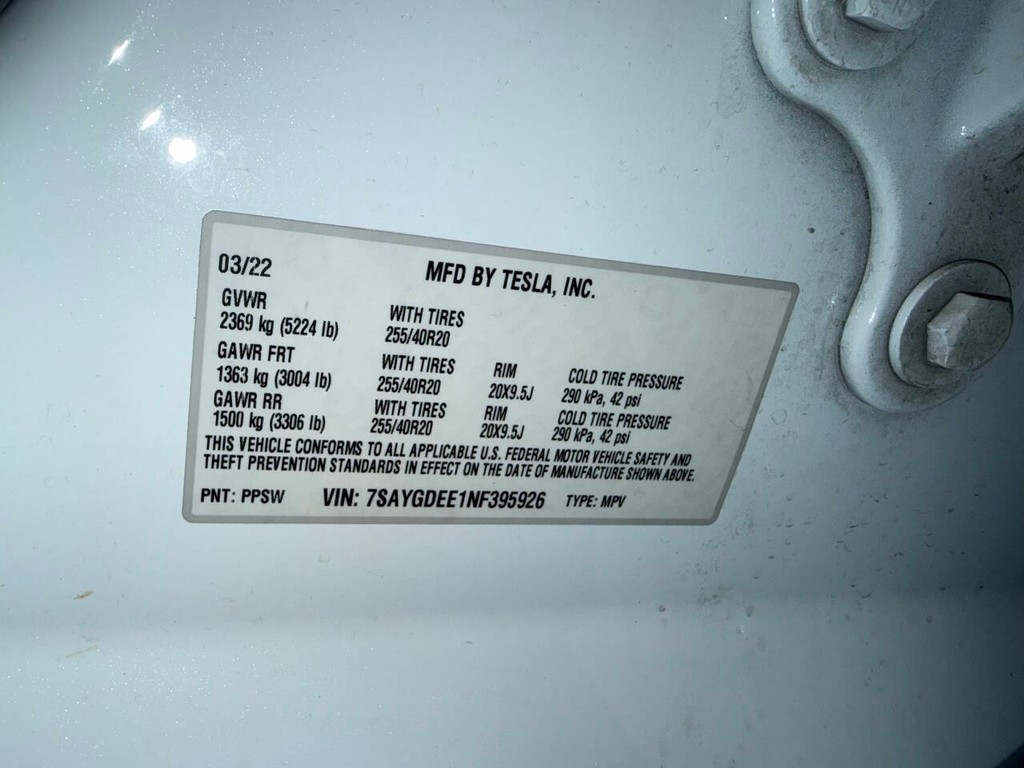 03/22 MFD BY TESLA, INC.
GVWR WITH TIRES
2369 kg (5224 lb) 255/40R20
GAWR FRT WITH TIRES RIM COLD TIRE PRESSURE
1363 kg (3004 lb) 255/40R20 20X9.5J 290 kPa, 42 psi
GAWR RR WITH TIRES RIM COLD TIRE PRESSURE
1500 kg (3306 lb) 255/40R20 20X9.5J 290 kPa, 42 psi
THIS VEHICLE CONFORMS TO ALL APPLICABLE U.S. FEDERAL MOTOR VEHICLE SAFETY AND
THEFT PREVENTION STANDARDS IN EFFECT ON THE DATE OF MANUFACTURE SHOWN ABOVE.
PNT: PPSW VIN: 7SAYGDEE1NF395926 TYPE: MPV